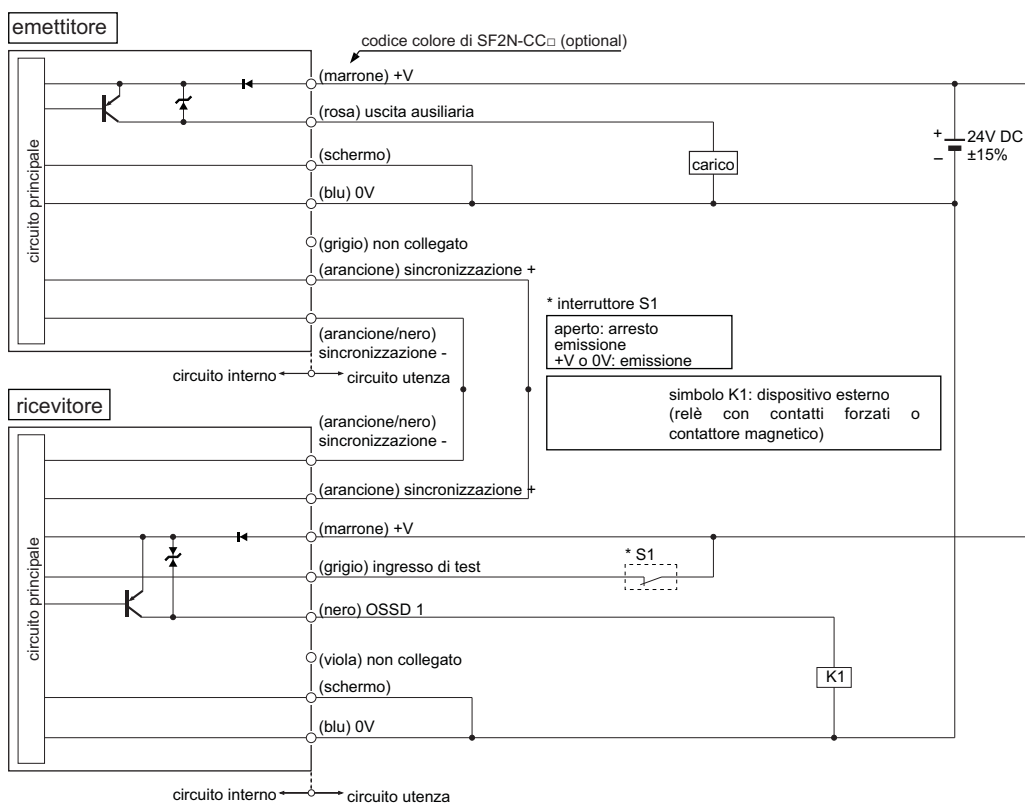 emettitore
codice colore di SF2N-CC□ (optional)
circuito principale
(marrone) +V
(rosa) uscita ausiliaria
(schermo)
(blu) 0V
(grigio) non collegato
(arancione) sincronizzazione +
(arancione/nero)
sincronizzazione -
carico
+
–
24V DC
±15%
circuito interno
circuito utenza
* interruttore S1
aperto: arresto
emissione
+V o 0V: emissione
simbolo K1: dispositivo esterno
(relè con contatti forzati o
contattore magnetico)
ricevitore
circuito principale
(arancione/nero)
sincronizzazione -
(arancione) sincronizzazione +
(marrone) +V
* S1
(grigio) ingresso di test
(nero) OSSD 1
(viola) non collegato
K1
(schermo)
(blu) 0V
circuito interno
circuito utenza